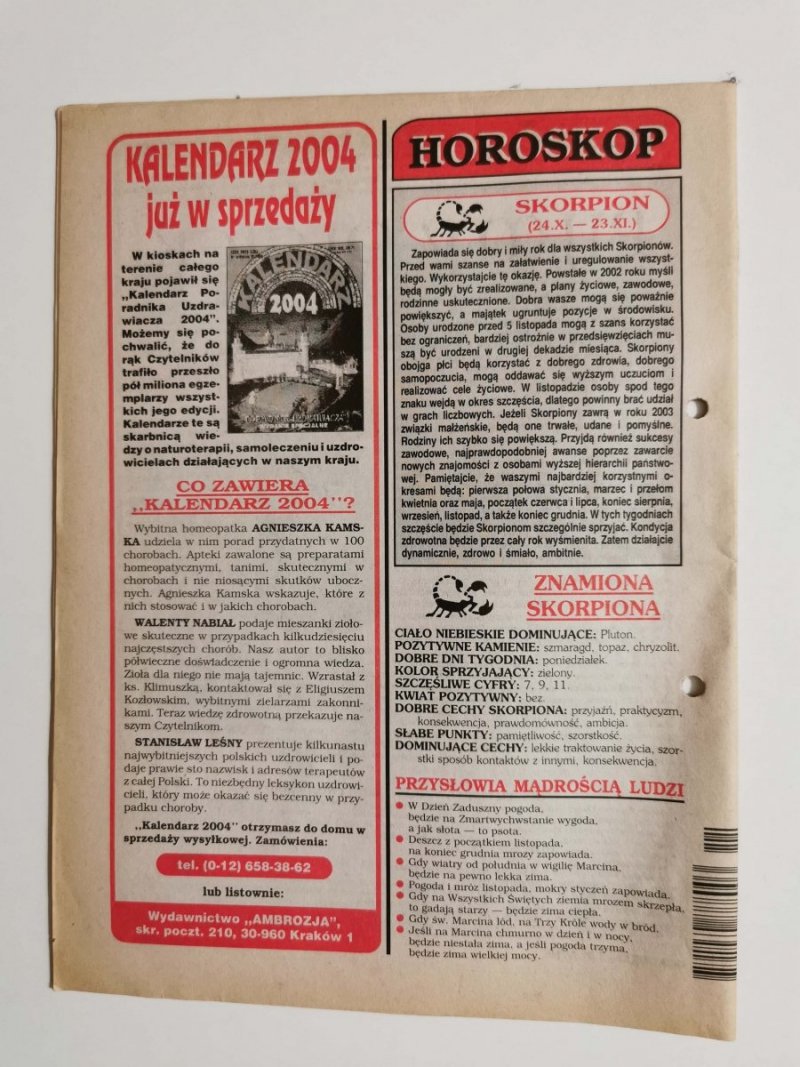 KALENDARZ 2004
już w sprzedaży
W kioskach na
terenie całego
kraju pojawił się
„Kalendarz Po-
radnika Uzdra-
wiacza 2004”.
Możemy się po-
chwalić, że do
rąk Czytelników
trafiło przeszło
pół miliona egze-
mplarzy wszyst-
kich jego edycji.
Kalendarze te są
skarbnicą wie-
dzy o naturoterapii, samoleczeniu i uzdro-
wicielach działających w naszym kraju.
KALENDARZ
2004
CO ZAWIERA
„KALENDARZ 2004”?
Wybitna homeopatka AGNIESZKA KAMS-
KA udziela w nim porad przydatnych w 100
chorobach. Apteki zawalone są preparatami
homeopatycznymi, tanimi, skutecznymi w
chorobach i nie niosącymi skutków ubocz-
nych. Agnieszka Kamska wskazuje, które z
nich stosować i w jakich chorobach.
WALENTY NABIAŁ podaje mieszanki zioło-
we skuteczne w przypadkach kilkudziesięciu
najczęstszych chorób. Nasz autor to blisko
półwieczne doświadczenie i ogromna wiedza.
Zioła dla niego nie mają tajemnic. Wzrastał z
ks. Klimuszką, kontaktował się z Eligiuszem
Kozłowskim, wybitnymi zielarzami zakonni-
kami. Teraz wiedzę zdrowotną przekazuje na-
szym Czytelnikom.
STANISŁAW LEŚNY prezentuje kilkunastu
najwybitniejszych polskich uzdrowicieli i po-
daje prawie sto nazwisk i adresów terapeutów
z całej Polski. To niezbędny leksykon uzdrowi-
cieli, który może okazać się bezcenny w przy-
padku choroby.
„Kalendarz 2004” otrzymasz do domu w
sprzedaży wysyłkowej. Zamówienia:
tel. (0-12) 658-38-62
lub listownie:
Wydawnictwo „AMBROZJA”,
skr. poczt. 210, 30-960 Kraków 1
HOROSKOP
SKORPION
(24.X. — 23.XI.)
Zapowiada się dobry i miły rok dla wszystkich Skorpionów.
Przed wami szanse na załatwienie i uregulowanie wszyst-
kiego. Wykorzystajcie tę okazję. Powstałe w 2002 roku myśli
będą mogły być zrealizowane, a plany życiowe, zawodowe,
rodzinne uskutecznione. Dobra wasze mogą się poważnie
powiększyć, a majątek ugruntuje pozycje w środowisku.
Osoby urodzone przed 5 listopada mogą z szans korzystać
bez ograniczeń, bardziej ostrożnie w przedsięwzięciach mu-
szą być urodzeni w drugiej dekadzie miesiąca. Skorpiony
obojga płci będą korzystać z dobrego zdrowia, dobrego
samopoczucia, mogą oddawać się wyższym uczuciom i
realizować cele życiowe. W listopadzie osoby spod tego
znaku wejdą w okres szczęścia, dlatego powinny brać udział
w grach liczbowych. Jeżeli Skorpiony zawrą w roku 2003
związki małżeńskie, będą one trwałe, udane i pomyślne.
Rodziny ich szybko się powiększą. Przyjdą również sukcesy
zawodowe, najprawdopodobniej awanse poprzez zawarcie
nowych znajomości z osobami wyższej hierarchii państwo-
wej. Pamiętajcie, że waszymi najbardziej korzystnymi o-
kresami będą: pierwsza połowa stycznia, marzec i przełom
kwietnia oraz maja, początek czerwca i lipca, koniec sierpnia,
wrzesień, listopad, a także koniec grudnia. W tych tygodniach
szczęście będzie Skorpionom szczególnie sprzyjać. Kondycja
zdrowotna będzie przez cały rok wyśmienita. Zatem działajcie
dynamicznie, zdrowo i śmiało, ambitnie.
ZNAMIONA
SKORPIONA
CIAŁO NIEBIESKIE DOMINUJĄCE: Pluton.
POZYTYWNE KAMIENIE: szmaragd, topaz, chryzolit.
DOBRE DNI TYGODNIA: poniedziałek.
KOLOR SPRZYJAJĄCY: zielony.
SZCZĘŚLIWE CYFRY: 7, 9, 11.
KWIAT POZYTYWNY: bez.
DOBRE CECHY SKORPIONA: przyjaźń, praktycyzm,
konsekwencja, prawdomówność, ambicja.
SŁABE PUNKTY: pamiętliwość, szorstkość.
DOMINUJĄCE CECHY: lekkie traktowanie życia, szor-
stki sposób kontaktów z innymi, konsekwencja.
PRZYSŁOWIA MĄDROŚCIĄ LUDZI
● W Dzień Zaduszny pogoda,
będzie na Zmartwychwstanie wygoda,
a jak słota — to psota.
● Deszcz z początkiem listopada,
na koniec grudnia mrozy zapowiada.
● Gdy wiatry od południa w wigilię Marcina,
będzie na pewno lekka zima.
● Pogoda i mróz listopada, mokry styczeń zapowiada.
● Gdy na Wszystkich Świętych ziemia mrozem skrzepła,
to gadają starzy — będzie zima ciepła.
● Gdy św. Marcina lód, na Trzy Króle wody w bród.
● Jeśli na Marcina chmurno w dzień i w nocy,
będzie niestała zima, a jeśli pogoda trzyma,
będzie zima wielkiej mocy.